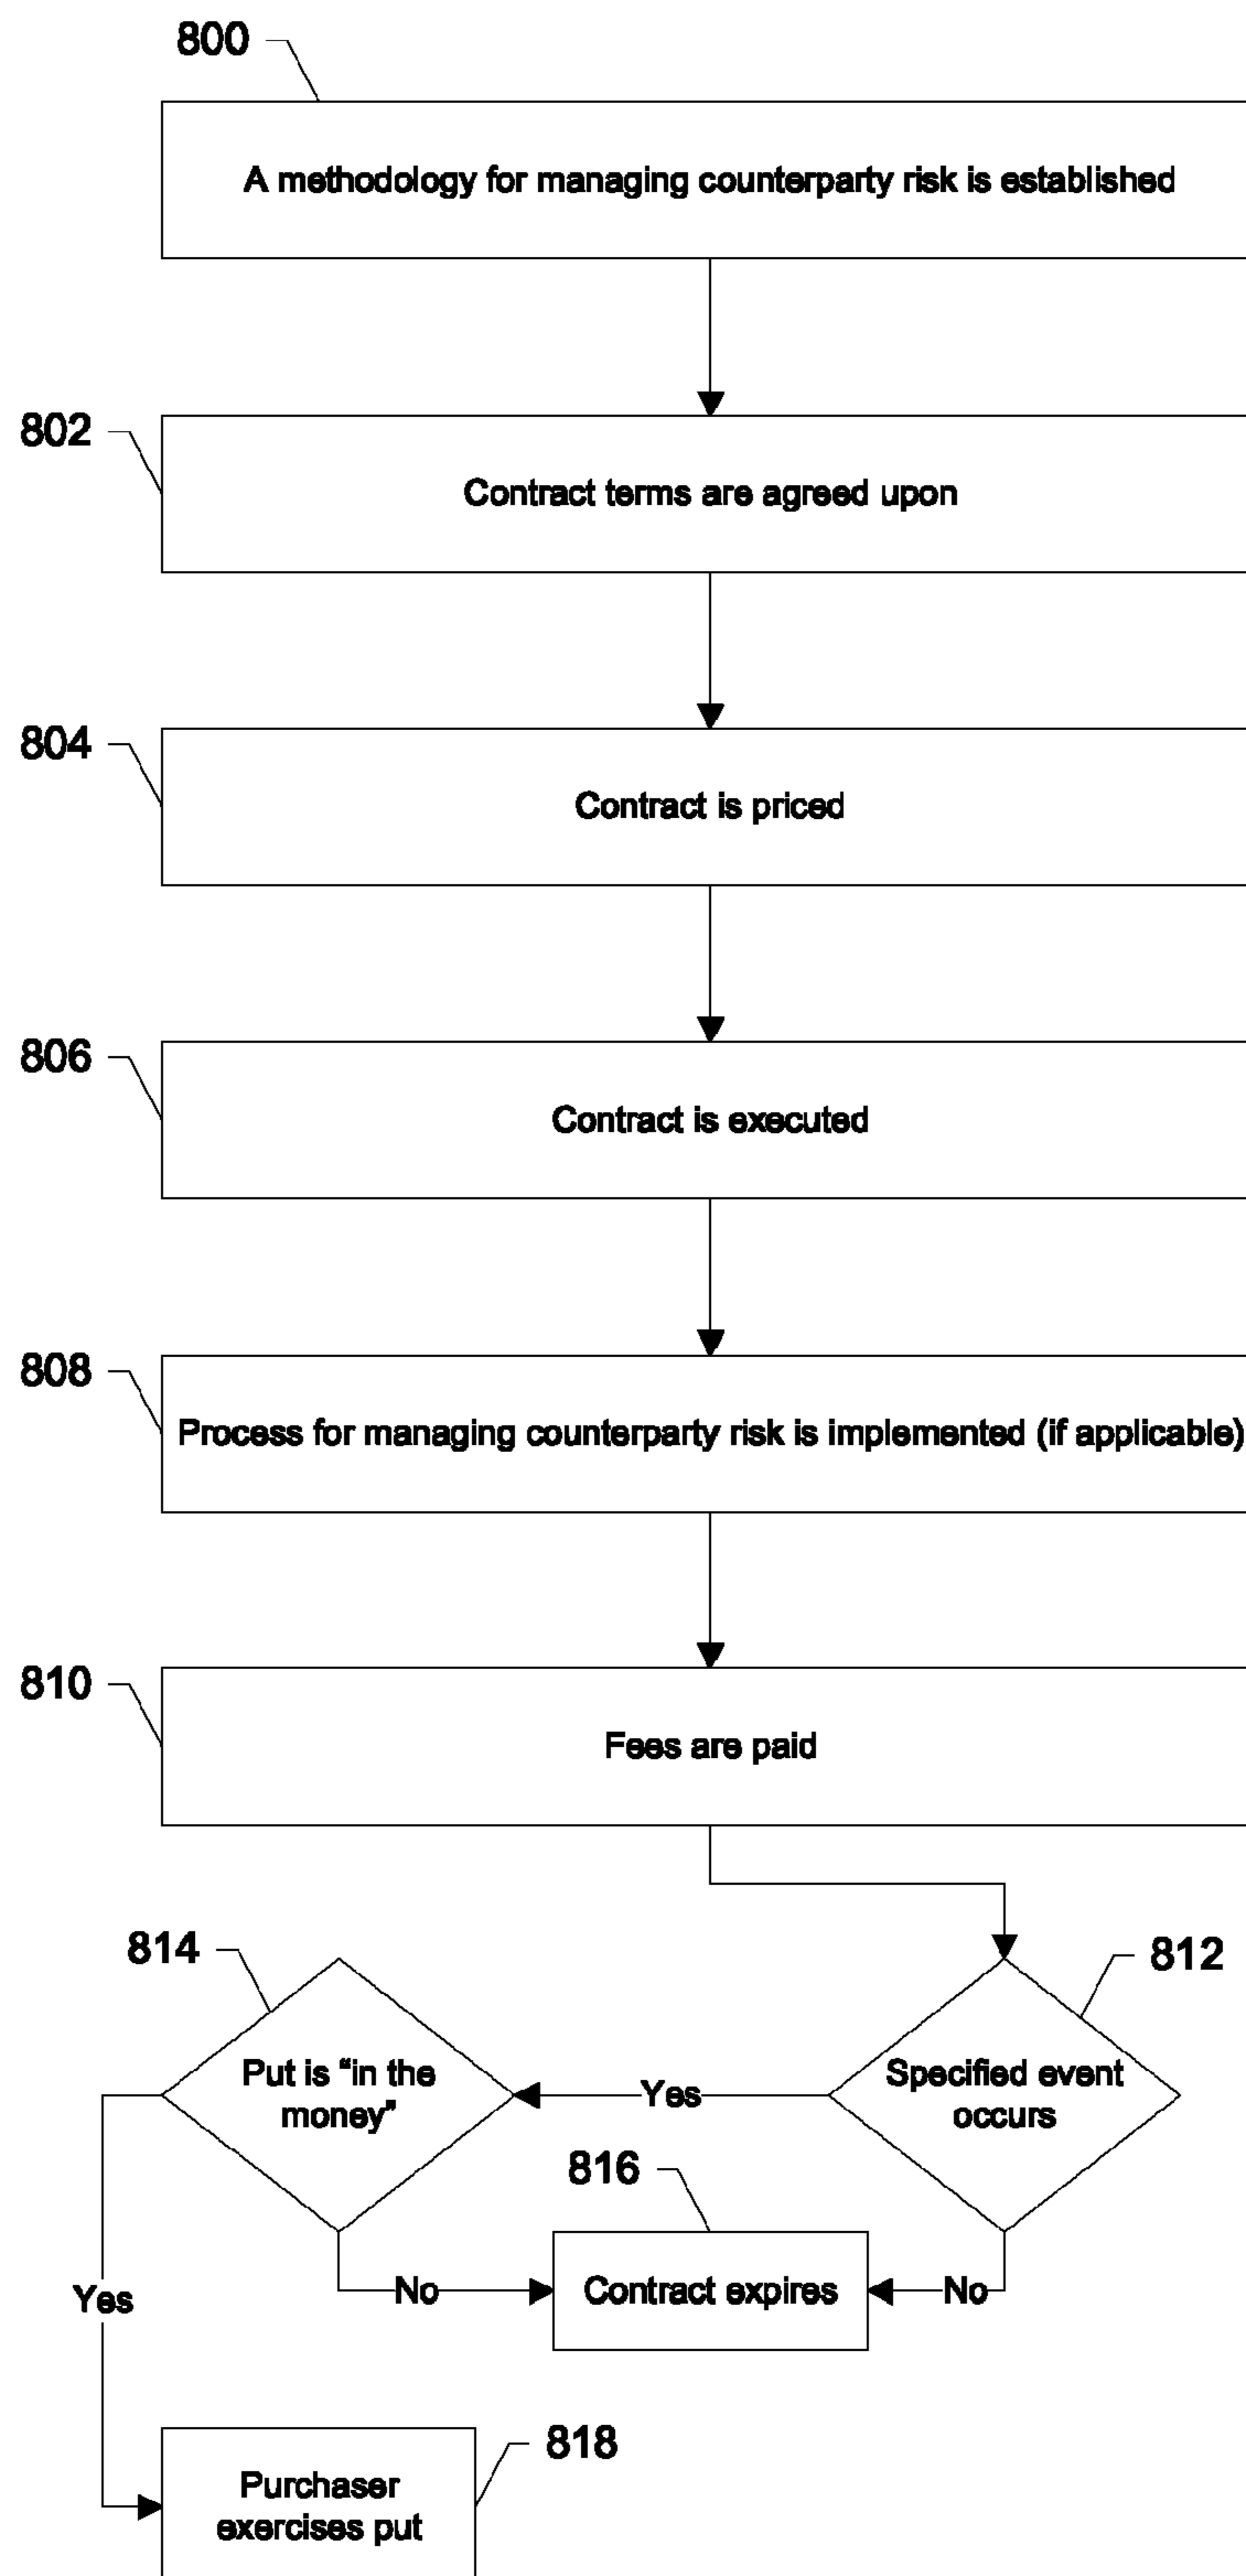 800
A methodology for managing counterparty risk is established
802
Contract terms are agreed upon
804
Contract is priced
806
Contract is executed
808
Process for managing counterparty risk is implemented (if applicable)
810
Fees are paid
814
812
Put is “in the
money”
Yes
Specified event
occurs
816
Yes
No
Contract expires
No
818
Purchaser
exercises put